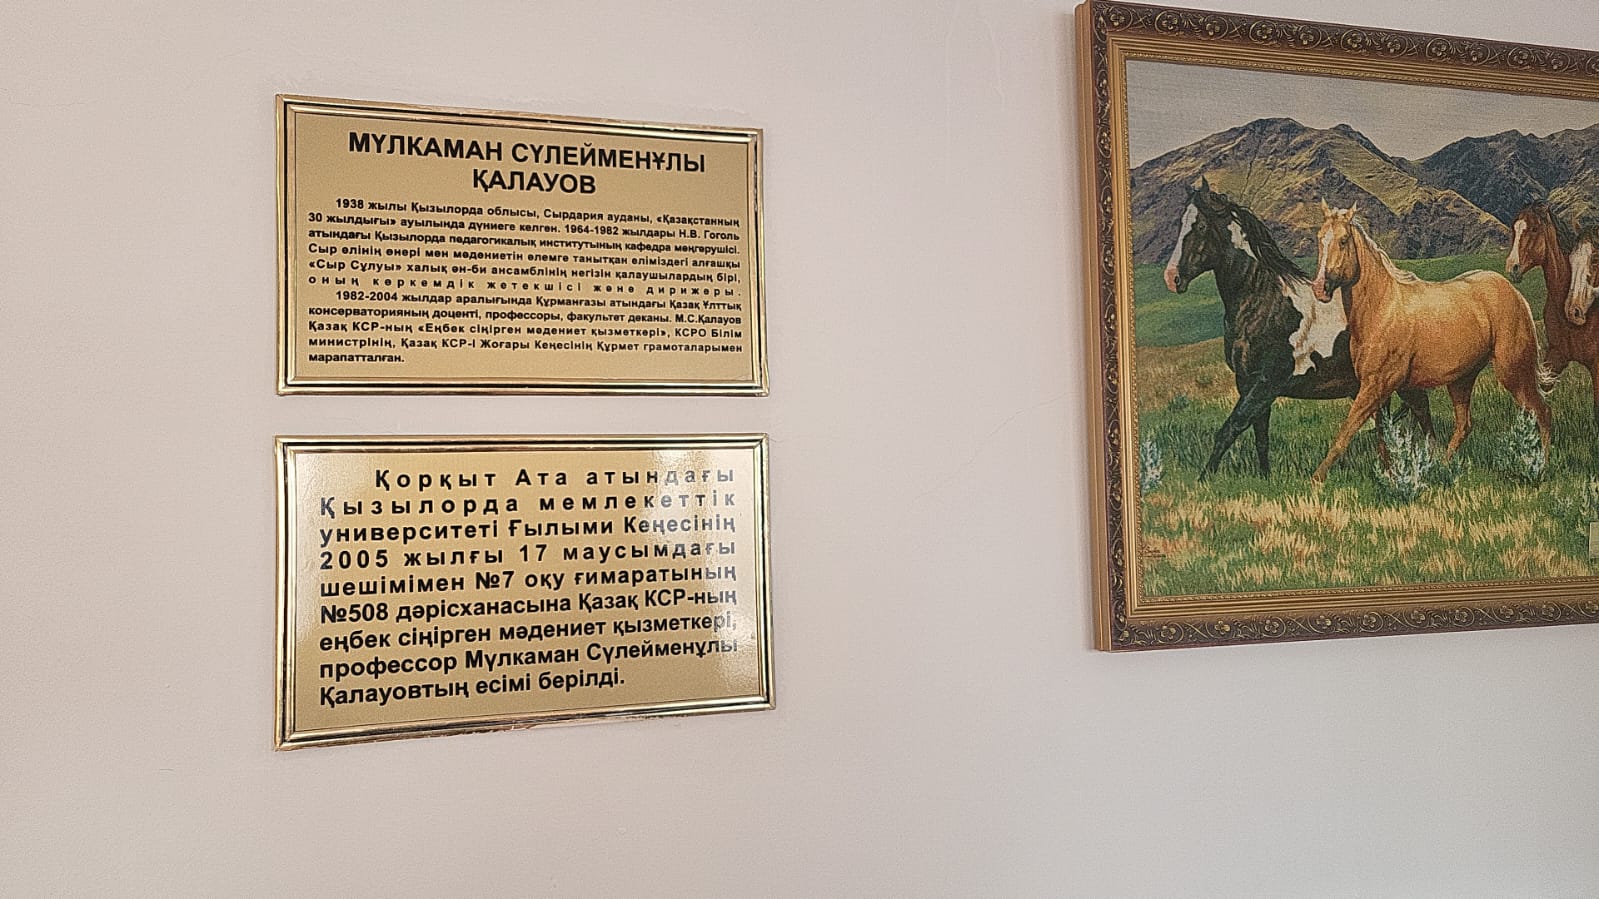 МҮЛКАМАН СҮЛЕЙМЕНҰЛЫ
ҚАЛАУОВ
1938 жылы Қызылорда облысы, Сырдария ауданы, «Қазақстанның
30 жылдығы» ауылында дүниеге келген. 1964-1982 жылдары Н.В. Гоголь
атындағы Қызылорда педагогикалық институтының кафедра меңгерушісі.
Сыр елінің өнері мен мәдениетін әлемге танытқан еліміздегі алғашқы
«Сыр Сұлуы» халық ән-би ансамблінің негізін қалаушылардың бірі,
оның көркемдік жетекшісі және дирижеры.
1982-2004 жылдар аралығында Құрманғазы атындағы Қазақ Ұлттық
консерваторияның доценті, профессоры, факультет деканы. М.С.Қалауов
Қазақ КСР-ның «Еңбек сіңірген мәдениет қызметкері», КСРО Білім
министрінің, Қазақ КСР-І Жоғары Кеңесінің Құрмет грамоталарымен
марапатталған.
Қорқыт Ата атындағы
Қызылорда мемлекеттік
университеті Ғылыми Кеңесінің
2005 жылғы 17 маусымдағы
шешімімен №7 оқу ғимаратының
№508 дәрісханасына Қазақ КСР-ның
еңбек сіңірген мәдениет қызметкері,
профессор Мүлкаман Сүлейменұлы
Қалауовтың есімі берілді.